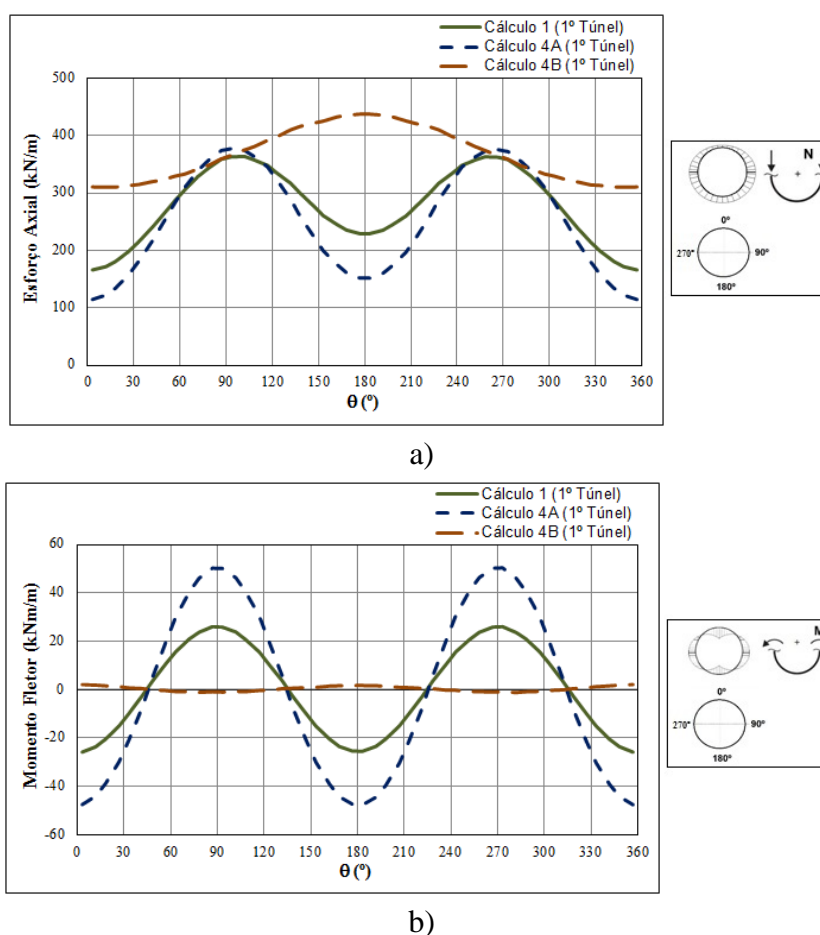 Cálculo 1 (1º Túnel)
Cálculo 4A (1º Túnel)
Cálculo 4B (1º Túnel)
Esforço Axial (kN/m)
500
400
300
200
100
0
0 30 60 90 120 150 180 210 240 270 300 330 360
θ (º)
N
0º
270º 90º
180º
a)
Cálculo 1 (1º Túnel)
Cálculo 4A (1º Túnel)
Cálculo 4B (1º Túnel)
Momento Fletor (kNm/m)
60
40
20
0
-20
-40
-60
0 30 60 90 120 150 180 210 240 270 300 330 360
θ (º)
M
0º
270º 90º
180º
b)